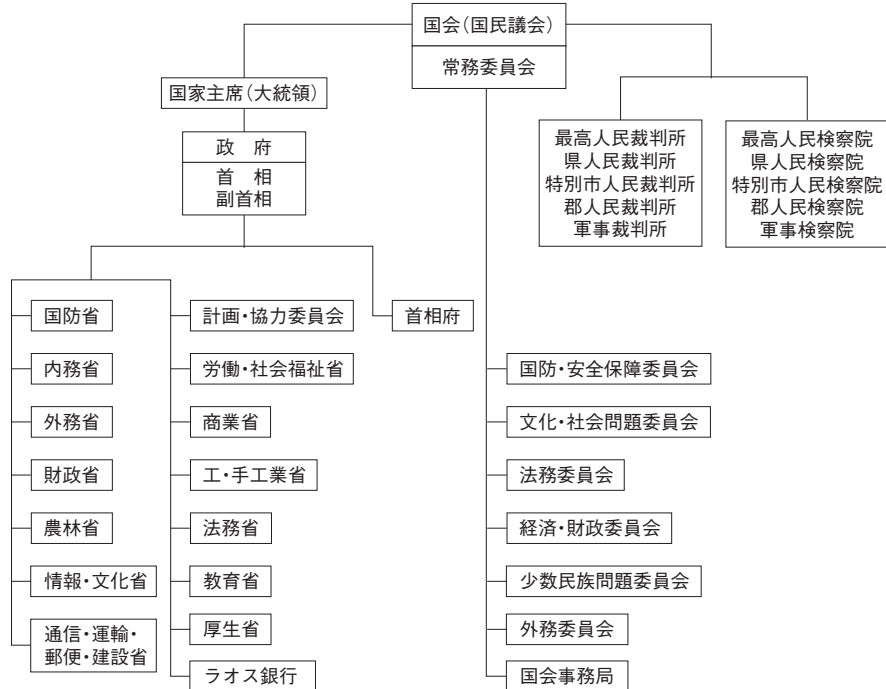 国会(国民議会)
常務委員会
国家主席(大統領)
政　府
首　相
副首相
最高人民裁判所
県人民裁判所
特別市人民裁判所
郡人民裁判所
軍事裁判所
最高人民検察院
県人民検察院
特別市人民検察院
郡人民検察院
軍事検察院
国防省
内務省
外務省
財政省
農林省
情報・文化省
通信・運輸・
郵便・建設省
計画・協力委員会
労働・社会福祉省
商業省
工・手工業省
法務省
教育省
厚生省
ラオス銀行
首相府
国防・安全保障委員会
文化・社会問題委員会
法務委員会
経済・財政委員会
少数民族問題委員会
外務委員会
国会事務局